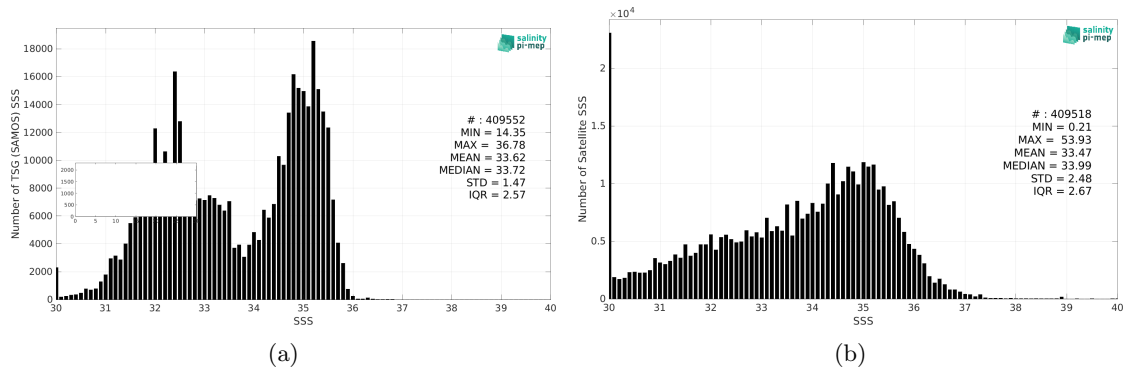 salinity
pi-mep
Number of TSG (SAMOS) SSS
18000
16000
14000
12000
10000
8000
6000
4000
2000
0
# : 409552
MIN = 14.35
MAX = 36.78
MEAN = 33.62
MEDIAN = 33.72
STD = 1.47
IQR = 2.57
2000
1500
1000
500
0
0 5 10 15
30 31 32 33 34 35 36 37 38 39 40
SSS
(a)
×10⁴
salinity
pi-mep
Number of Satellite SSS
2
1.5
1
0.5
0
# : 409518
MIN = 0.21
MAX = 53.93
MEAN = 33.47
MEDIAN = 33.99
STD = 2.48
IQR = 2.67
30 31 32 33 34 35 36 37 38 39 40
SSS
(b)